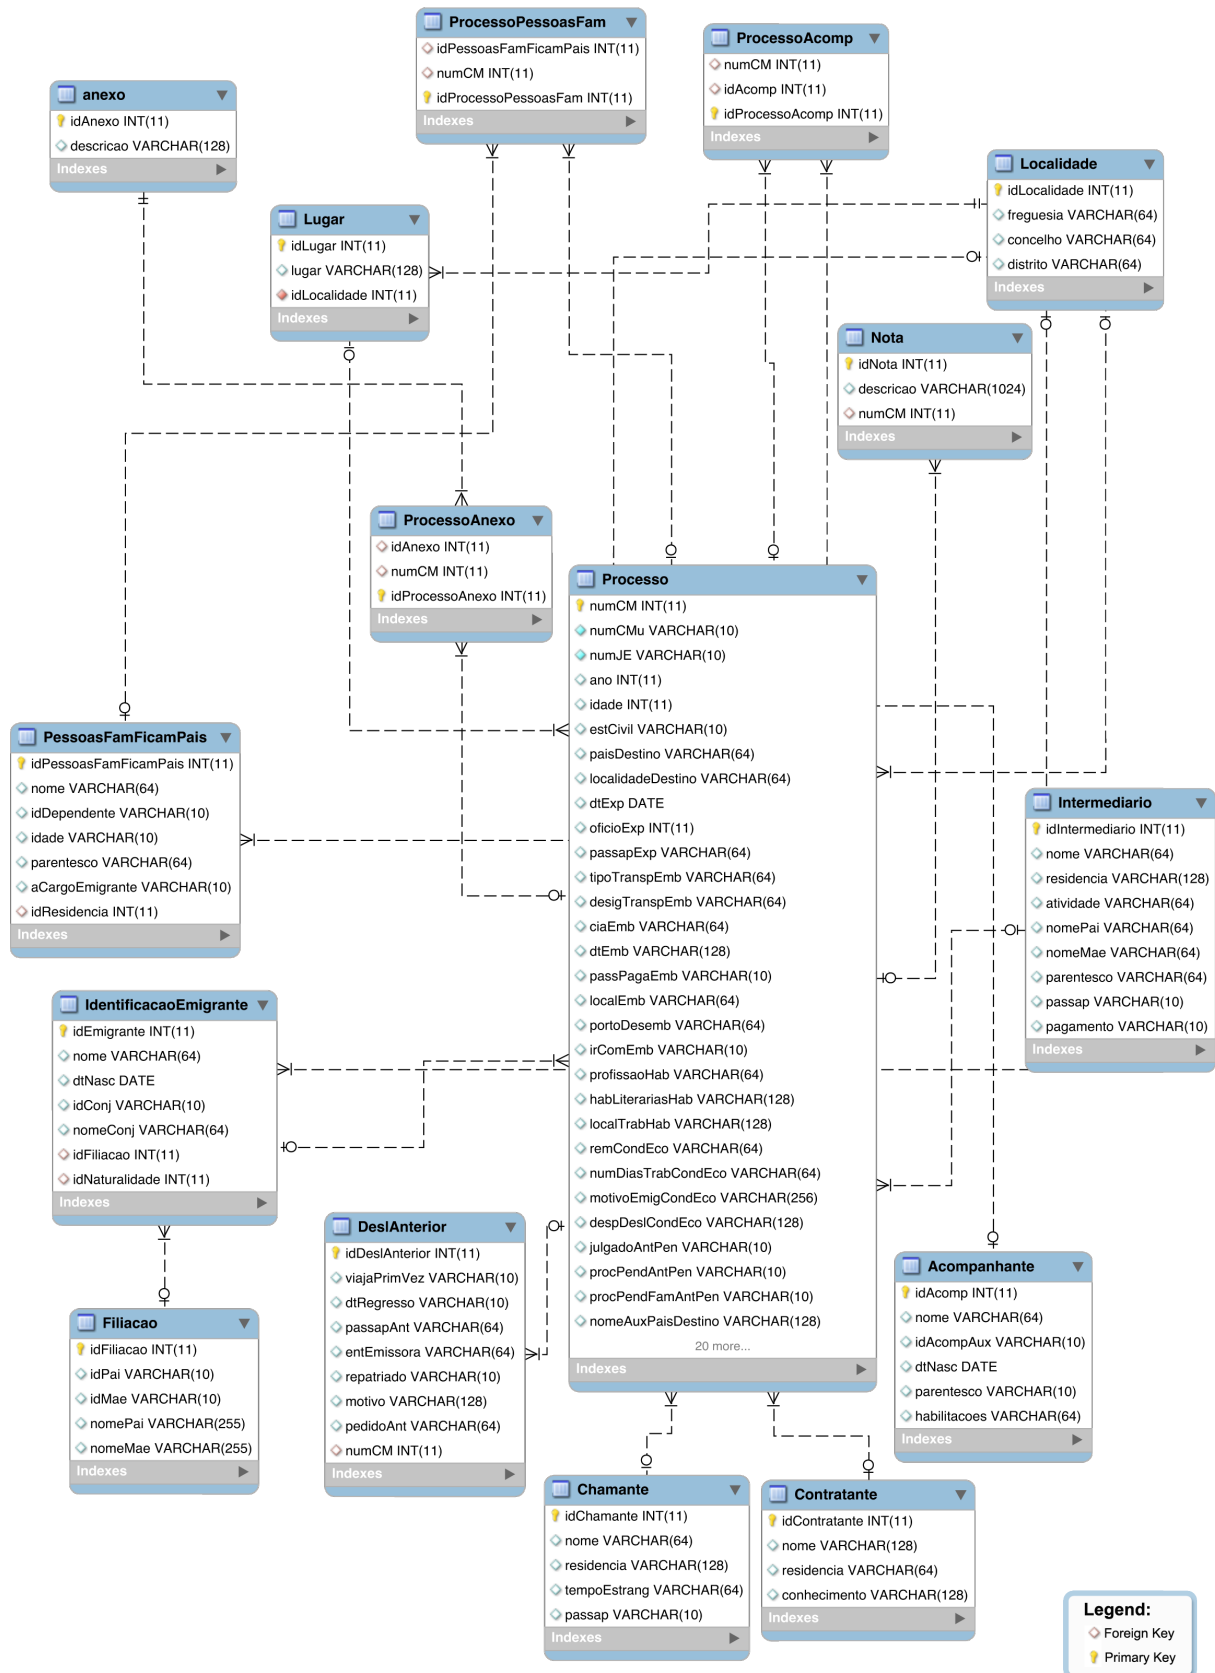 ProcessoPessoasFam
idPessoasFamFicamPais INT(11)
numCM INT(11)
idProcessoPessoasFam INT(11)
Indexes
ProcessoAcomp
numCM INT(11)
idAcomp INT(11)
idProcessoAcomp INT(11)
Indexes
anexo
idAnexo INT(11)
descricao VARCHAR(128)
Indexes
Localidade
idLocalidade INT(11)
freguesia VARCHAR(64)
concelho VARCHAR(64)
distrito VARCHAR(64)
Indexes
Lugar
idLugar INT(11)
lugar VARCHAR(128)
idLocalidade INT(11)
Indexes
Nota
idNota INT(11)
descricao VARCHAR(1024)
numCM INT(11)
Indexes
ProcessoAnexo
idAnexo INT(11)
numCM INT(11)
idProcessoAnexo INT(11)
Indexes
Processo
numCM INT(11)
numCMu VARCHAR(10)
numJE VARCHAR(10)
ano INT(11)
idade INT(11)
estCivil VARCHAR(10)
paisDestino VARCHAR(64)
localidadeDestino VARCHAR(64)
dtExp DATE
oficioExp INT(11)
passapExp VARCHAR(64)
tipoTranspEmb VARCHAR(64)
desigTranspEmb VARCHAR(64)
ciaEmb VARCHAR(64)
dtEmb VARCHAR(128)
passPagaEmb VARCHAR(10)
localEmb VARCHAR(64)
portoDesemb VARCHAR(64)
irComEmb VARCHAR(10)
profissaoHab VARCHAR(64)
habLiterariasHab VARCHAR(128)
localTrabHab VARCHAR(128)
remCondEco VARCHAR(64)
numDiasTrabCondEco VARCHAR(64)
motivoEmigCondEco VARCHAR(256)
despDeslCondEco VARCHAR(128)
julgadoAntPen VARCHAR(10)
procPendAntPen VARCHAR(10)
procPendFamAntPen VARCHAR(10)
nomeAuxPaisDestino VARCHAR(128)
20 more...
Indexes
PessoasFamFicamPais
idPessoasFamFicamPais INT(11)
nome VARCHAR(64)
idDependente VARCHAR(10)
idade VARCHAR(10)
parentesco VARCHAR(64)
aCargoEmigrante VARCHAR(10)
idResidencia INT(11)
Indexes
Intermediario
idIntermediario INT(11)
nome VARCHAR(64)
residencia VARCHAR(128)
atividade VARCHAR(64)
nomePai VARCHAR(64)
nomeMae VARCHAR(64)
parentesco VARCHAR(64)
passap VARCHAR(10)
pagamento VARCHAR(10)
Indexes
IdentificacaoEmigrante
idEmigrante INT(11)
nome VARCHAR(64)
dtNasc DATE
idConj VARCHAR(10)
nomeConj VARCHAR(64)
idFiliacao INT(11)
idNaturalidade INT(11)
Indexes
DeslAnterior
idDeslAnterior INT(11)
viajaPrimVez VARCHAR(10)
dtRegresso VARCHAR(10)
passapAnt VARCHAR(64)
entEmissora VARCHAR(64)
repatriado VARCHAR(10)
motivo VARCHAR(128)
pedidoAnt VARCHAR(64)
numCM INT(11)
Indexes
Acompanhante
idAcomp INT(11)
nome VARCHAR(64)
idAcompAux VARCHAR(10)
dtNasc DATE
parentesco VARCHAR(10)
habilitacoes VARCHAR(64)
Indexes
Filiacao
idFiliacao INT(11)
idPai VARCHAR(10)
idMae VARCHAR(10)
nomePai VARCHAR(255)
nomeMae VARCHAR(255)
Indexes
Chamante
idChamante INT(11)
nome VARCHAR(64)
residencia VARCHAR(128)
tempoEstrang VARCHAR(64)
passap VARCHAR(10)
Indexes
Contratante
idContratante INT(11)
nome VARCHAR(128)
residencia VARCHAR(64)
conhecimento VARCHAR(128)
Indexes
Legend:
Foreign Key
Primary Key